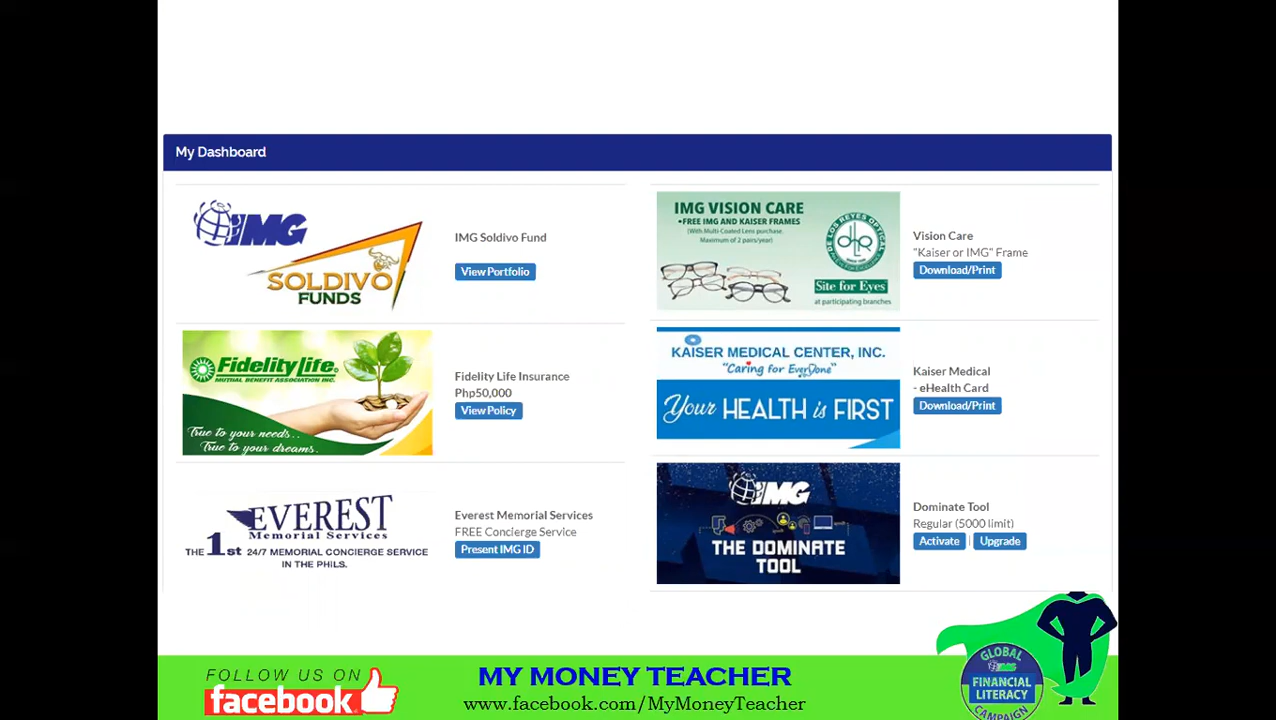 My Dashboard
IMG
SOLDIVO
FUNDS
IMG Soldivo Fund
View Portfolio
IMG VISION CARE
•FREE IMG AND KAISER FRAMES
(With Multi-Coated Lens purchase.
Maximum of 2 pairs/year)
DE LOS REYES OPTICAL
dlR
Site for Eyes
at participating branches
Vision Care
"Kaiser or IMG" Frame
Download/Print
Fidelity Life
MUTUAL BENEFIT ASSOCIATION INC.
True to your needs..
True to your dreams.
Fidelity Life Insurance
Php50,000
View Policy
KAISER MEDICAL CENTER, INC.
"Caring for EveryOne"
Your HEALTH is FIRST
Kaiser Medical
- eHealth Card
Download/Print
EVEREST
Memorial Services
THE 1st 24/7 MEMORIAL CONCIERGE SERVICE
IN THE PHILS.
Everest Memorial Services
FREE Concierge Service
Present IMG ID
IMG
THE DOMINATE
TOOL
Dominate Tool
Regular (5000 limit)
Activate | Upgrade
FOLLOW US ON
facebook
MY MONEY TEACHER
www.facebook.com/MyMoneyTeacher
GLOBAL
IMG
FINANCIAL
LITERACY
CAMPAIGN